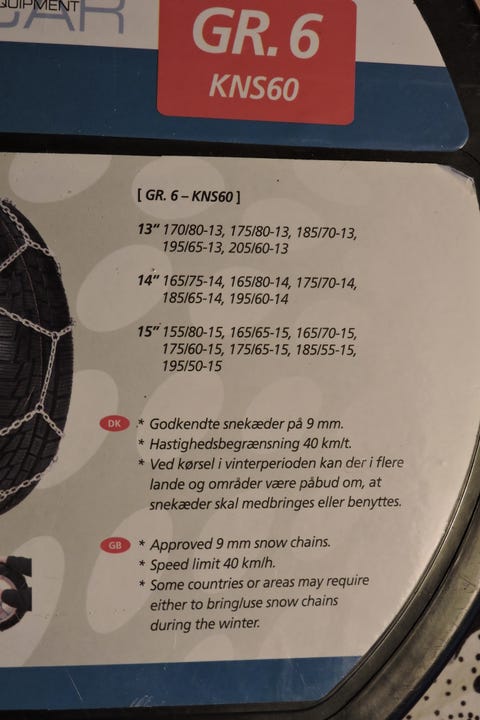 QUIPMENT
CAR
GR. 6
KNS60
[ GR. 6 – KNS60 ]
13" 170/80-13, 175/80-13, 185/70-13,
195/65-13, 205/60-13
14" 165/75-14, 165/80-14, 175/70-14,
185/65-14, 195/60-14
15" 155/80-15, 165/65-15, 165/70-15,
175/60-15, 175/65-15, 185/55-15,
195/50-15
DK * Godkendte snekæder på 9 mm.
* Hastighedsbegrænsning 40 km/t.
* Ved kørsel i vinterperioden kan der i flere
lande og områder være påbud om, at
snekæder skal medbringes eller benyttes.
GB * Approved 9 mm snow chains.
* Speed limit 40 km/h.
* Some countries or areas may require
either to bring/use snow chains
during the winter.